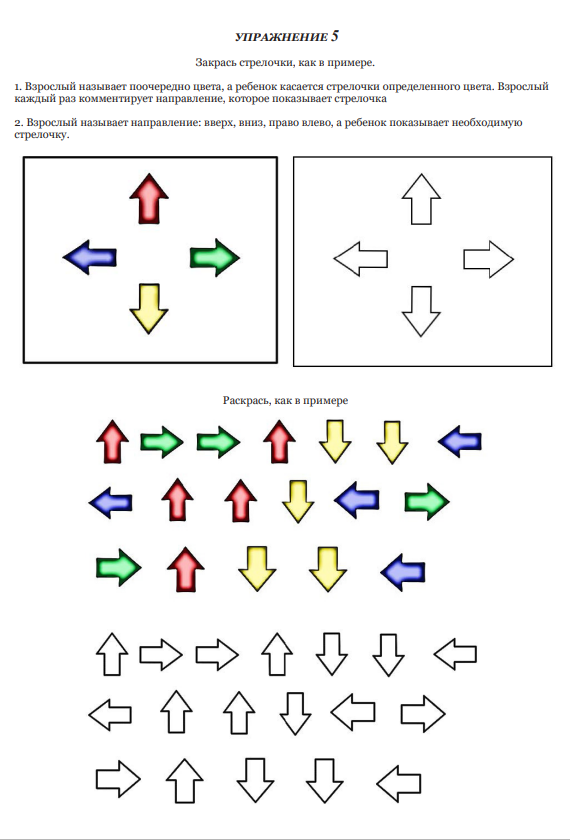 УПРАЖНЕНИЕ 5
Закрась стрелочки, как в примере.
1. Взрослый называет поочередно цвета, а ребенок касается стрелочки определенного цвета. Взрослый
каждый раз комментирует направление, которое показывает стрелочка
2. Взрослый называет направление: вверх, вниз, право влево, а ребенок показывает необходимую
стрелочку.
Раскрась, как в примере